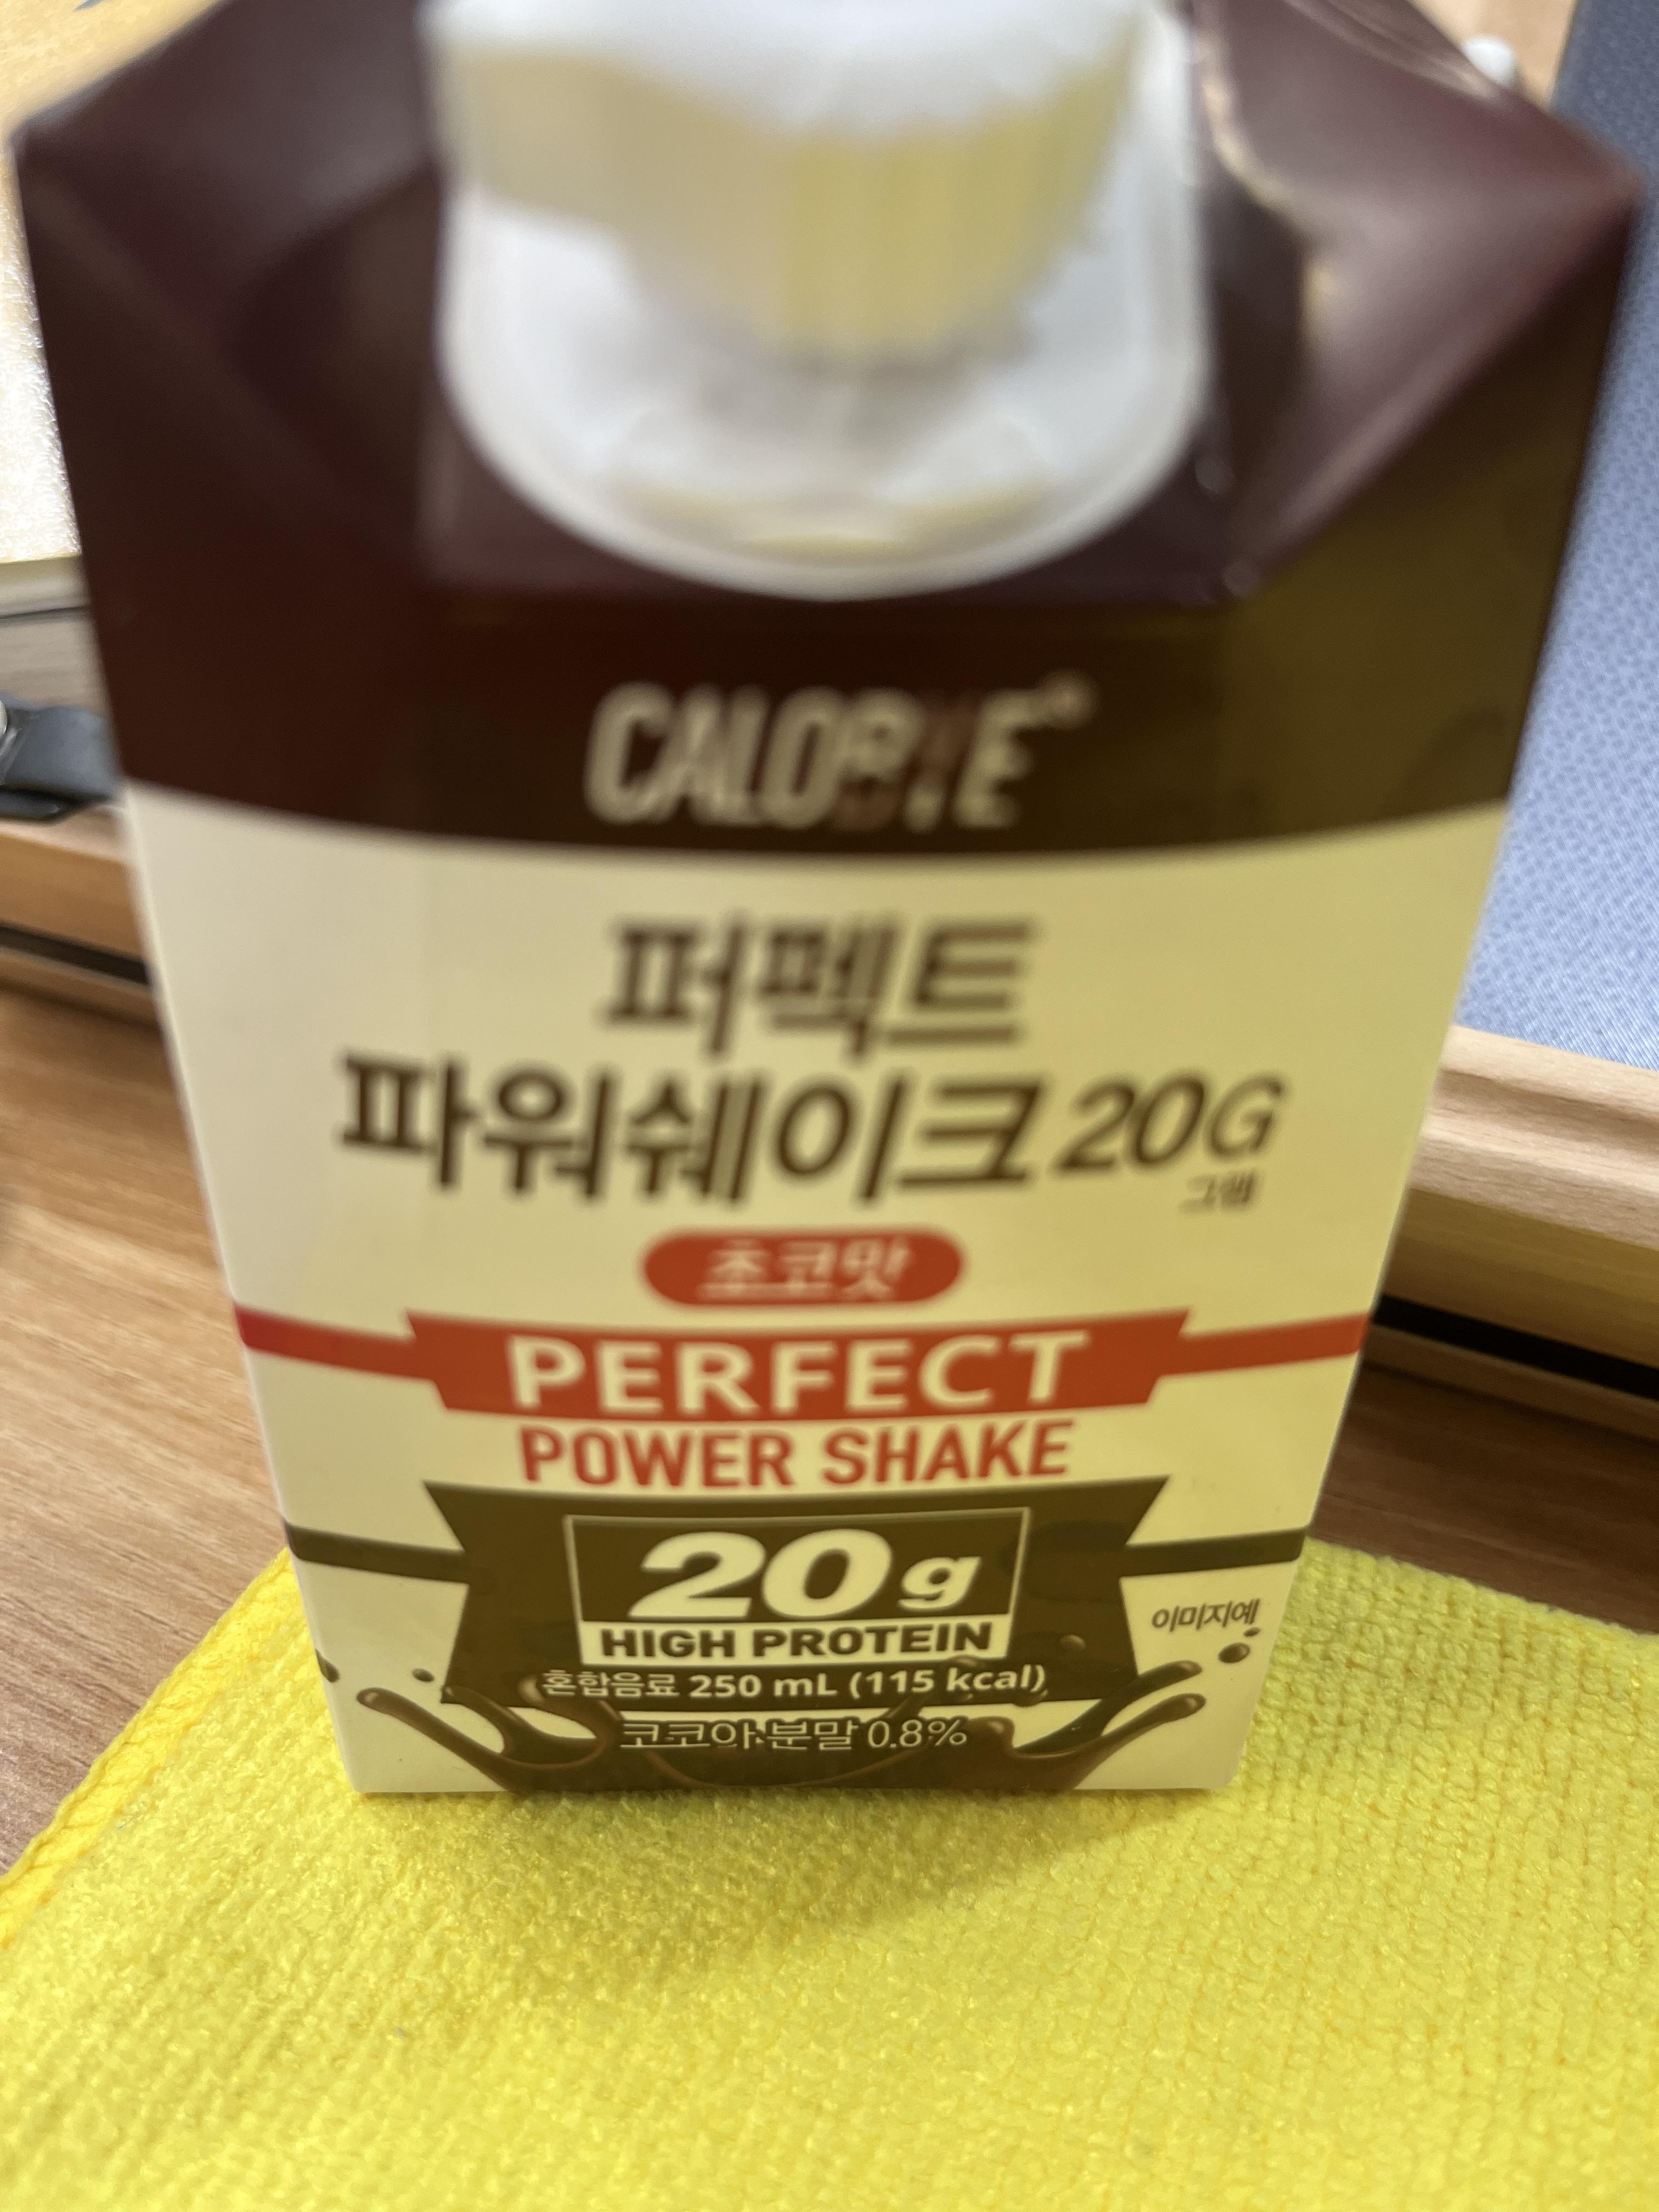 CALOBYE
퍼펙트
파워쉐이크 20G
그램
초코맛
PERFECT
POWER SHAKE
20g
HIGH PROTEIN
이미지예
혼합음료 250 mL (115 kcal)
코코아분말 0.8%